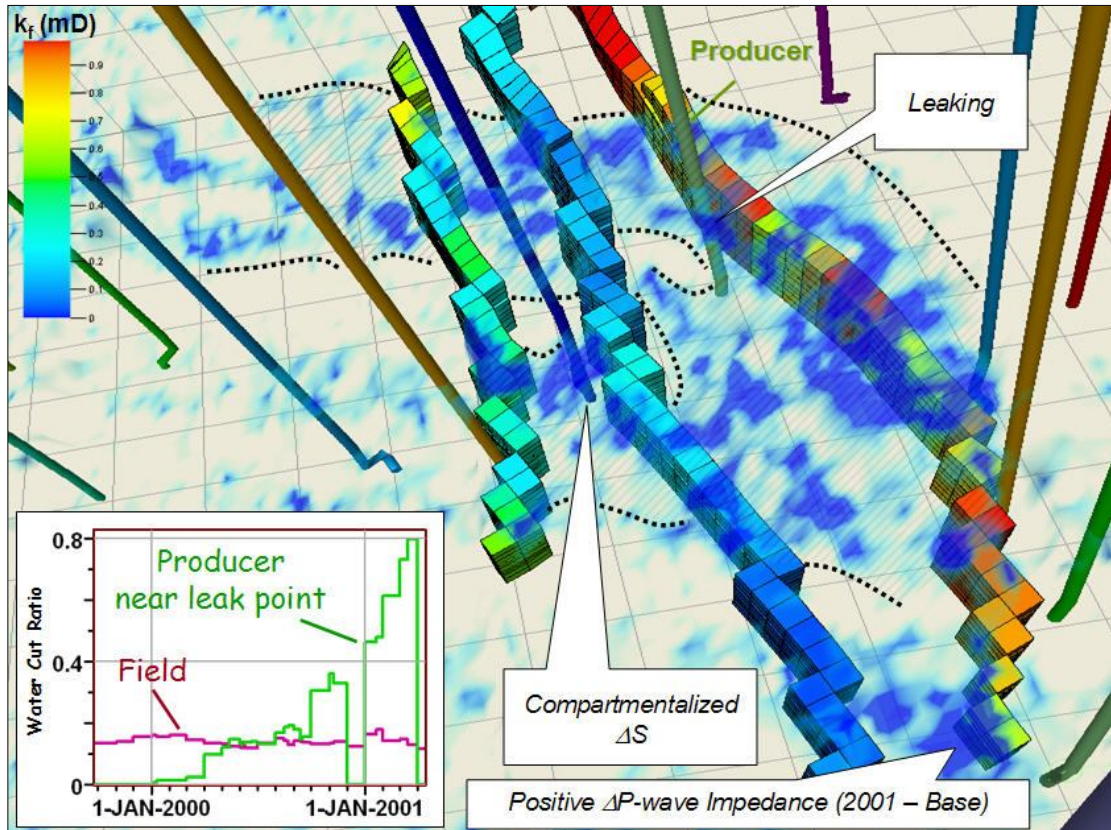 k_f (mD)
0.9
0.8
0.7
0.6
0.5
0.4
0.3
0.2
0.1
0
Producer
Leaking
0.8
0.4
0
Water Cut Ratio
Producer
near leak point
Field
1-JAN-2000
1-JAN-2001
Compartmentalized
ΔS
Positive ΔP-wave Impedance (2001 – Base)